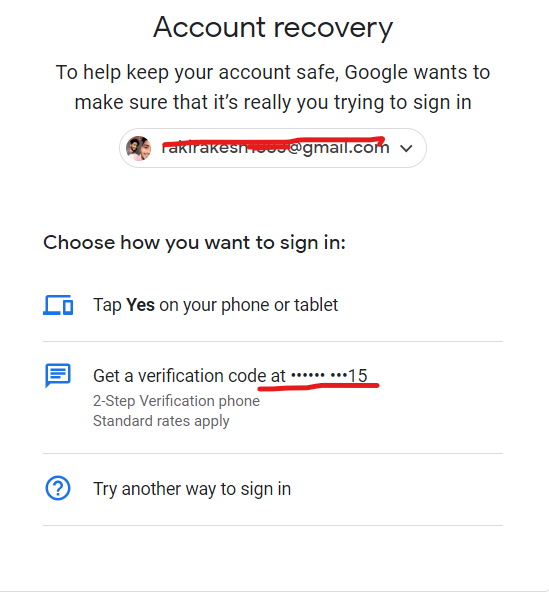 Account recovery
To help keep your account safe, Google wants to
make sure that it's really you trying to sign in
@gmail.com
Choose how you want to sign in:
Tap Yes on your phone or tablet
Get a verification code at •••••• •••15
2-Step Verification phone
Standard rates apply
Try another way to sign in